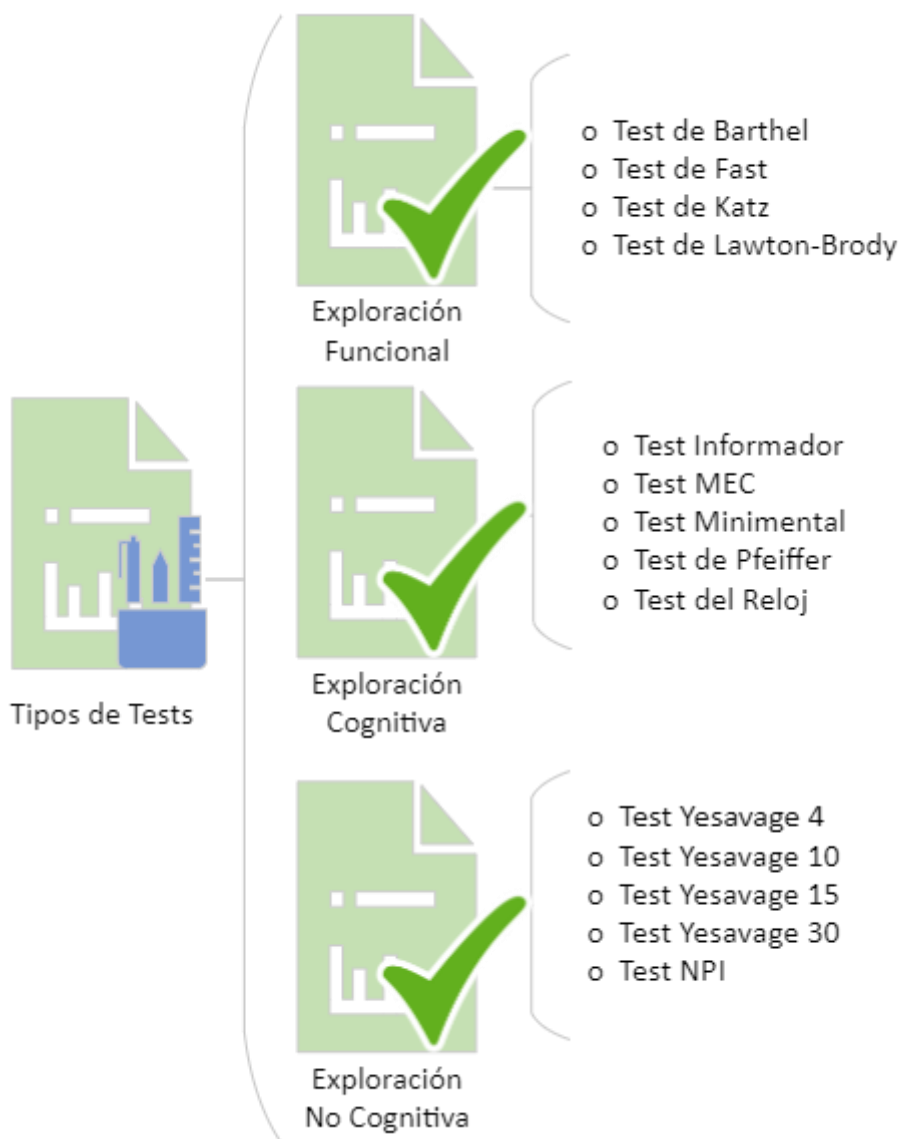 Tipos de Tests
Exploración
Funcional
o Test de Barthel
o Test de Fast
o Test de Katz
o Test de Lawton-Brody
Exploración
Cognitiva
o Test Informador
o Test MEC
o Test Minimental
o Test de Pfeiffer
o Test del Reloj
Exploración
No Cognitiva
o Test Yesavage 4
o Test Yesavage 10
o Test Yesavage 15
o Test Yesavage 30
o Test NPI